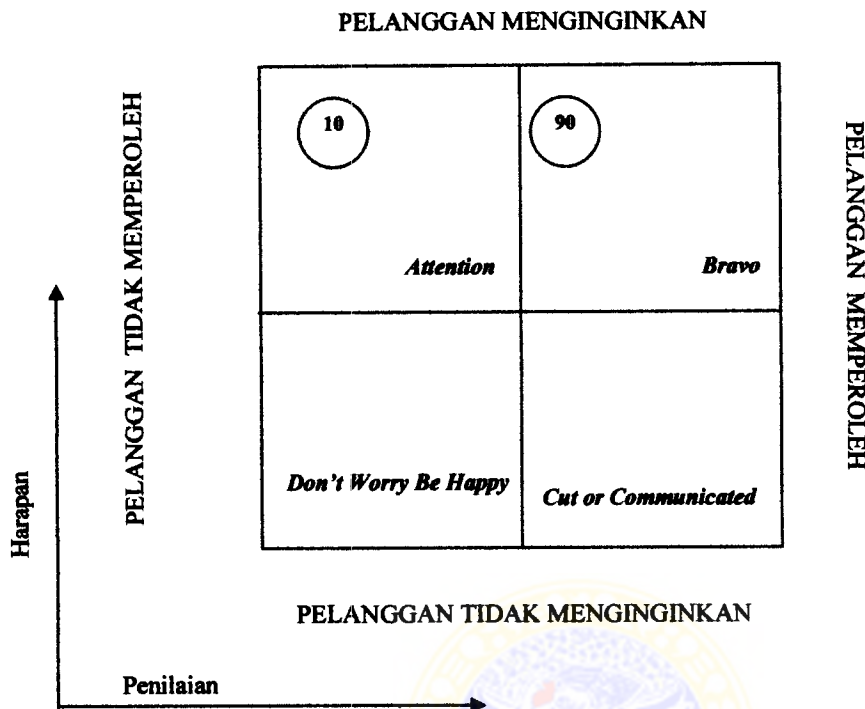 PELANGGAN MENGINGINKAN
PELANGGAN TIDAK MEMPEROLEH
10
90
PELANGGAN MEMPEROLEH
Attention
Bravo
Harapan
Don't Worry Be Happy
Cut or Communicated
PELANGGAN TIDAK MENGINGINKAN
Penilaian